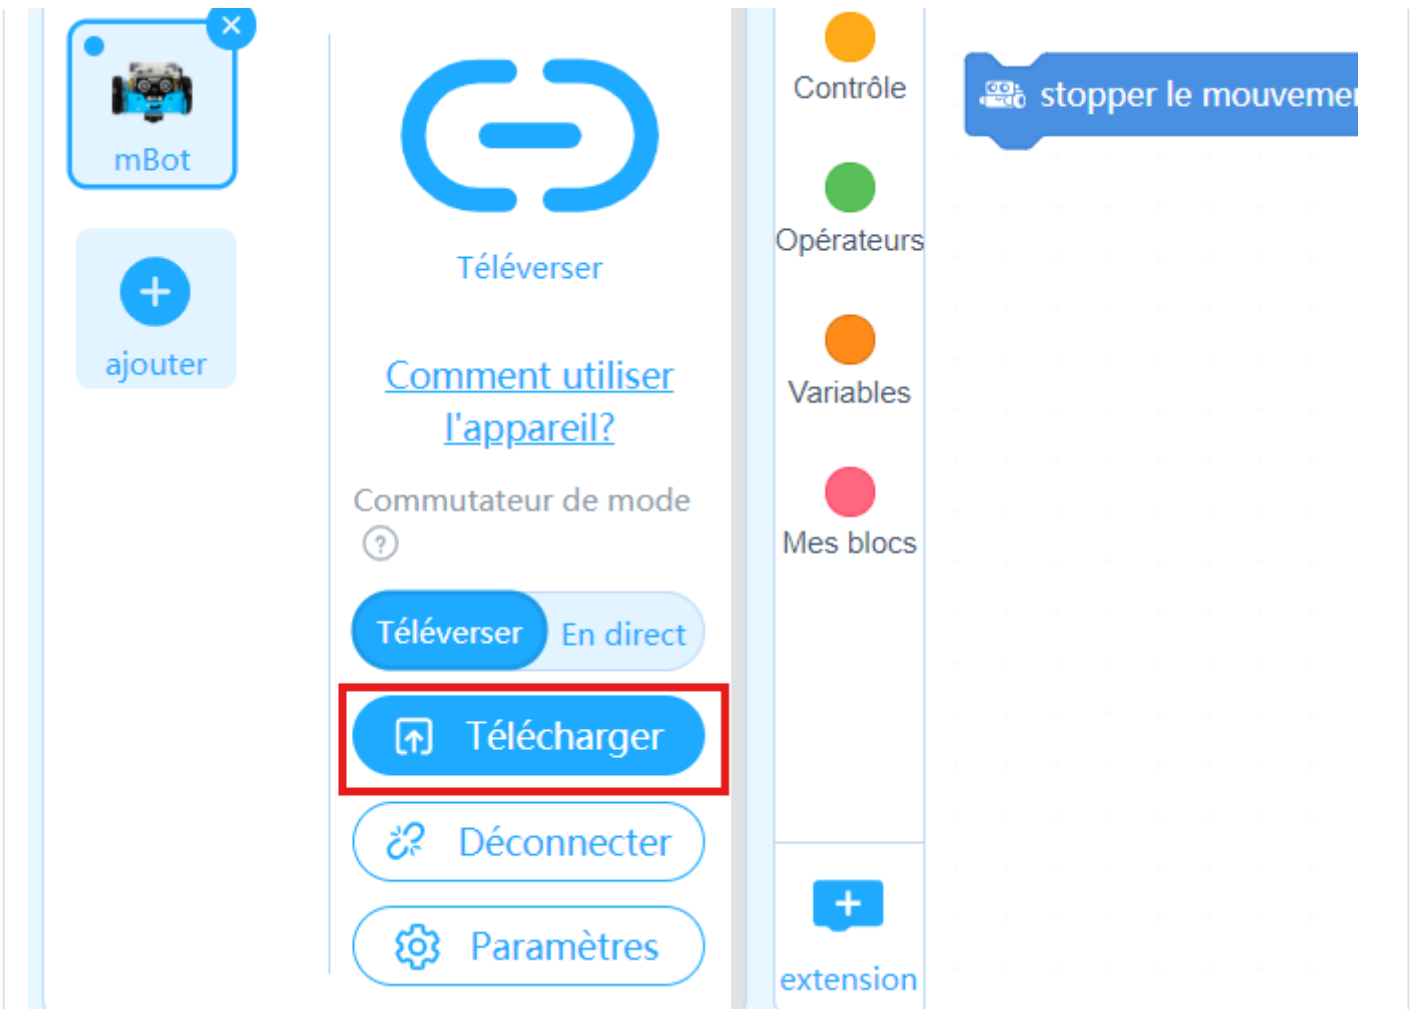 mBot
ajouter
Téléverser
Comment utiliser
l'appareil?
Commutateur de mode
?
Téléverser En direct
Télécharger
Déconnecter
Paramètres
Contrôle
Opérateurs
Variables
Mes blocs
extension
stopper le mouvemer